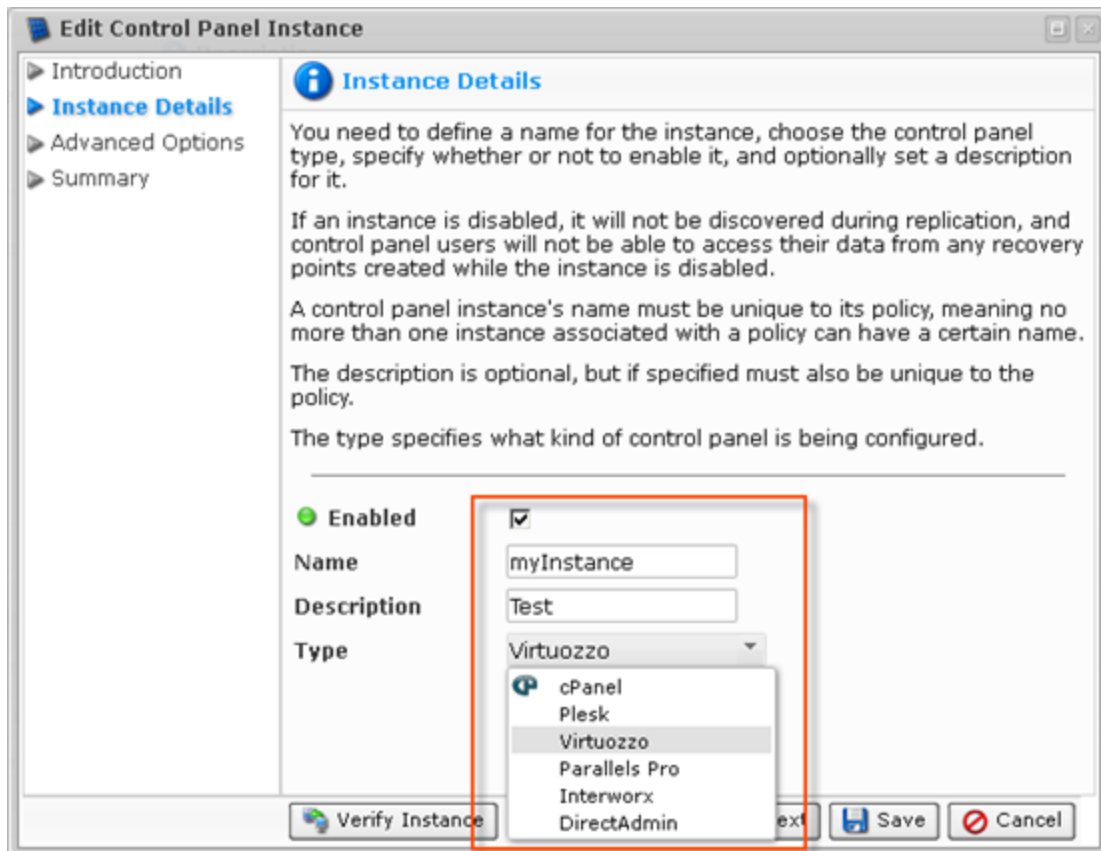 Edit Control Panel Instance
Introduction
Instance Details
Advanced Options
Summary
Instance Details
You need to define a name for the instance, choose the control panel
type, specify whether or not to enable it, and optionally set a description
for it.
If an instance is disabled, it will not be discovered during replication, and
control panel users will not be able to access their data from any recovery
points created while the instance is disabled.
A control panel instance's name must be unique to its policy, meaning no
more than one instance associated with a policy can have a certain name.
The description is optional, but if specified must also be unique to the
policy.
The type specifies what kind of control panel is being configured.
Enabled
Name myInstance
Description Test
Type Virtuozzo
cPanel
Plesk
Virtuozzo
Parallels Pro
Interworx
DirectAdmin
Verify Instance Save Cancel